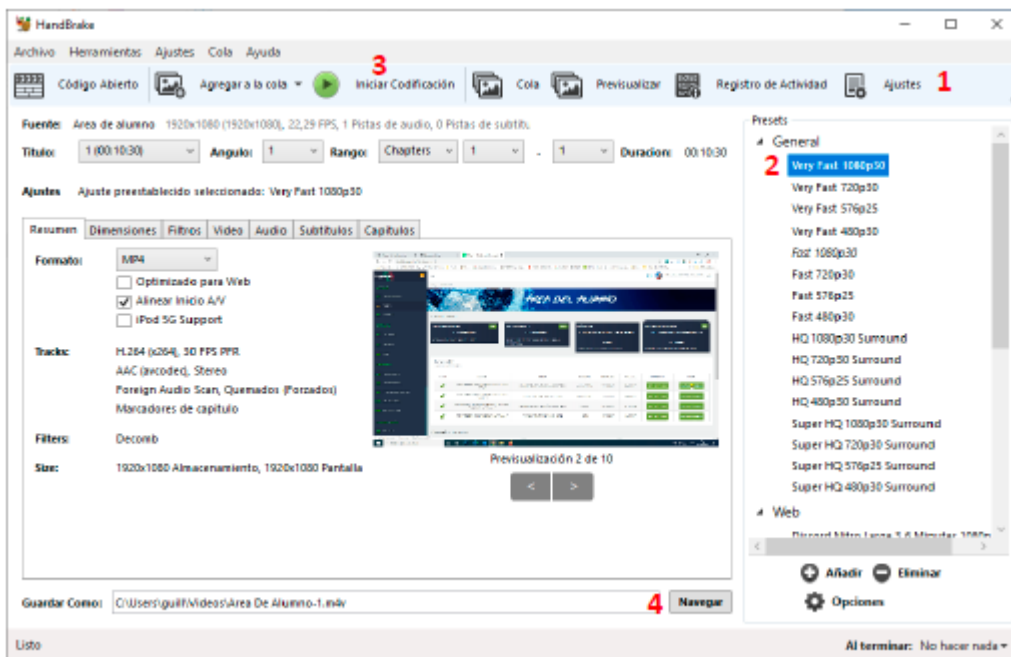 HandBrake
Archivo Herramientas Ajustes Cola Ayuda
3
Código Abierto Agregar a la cola Iniciar Codificación Cola Previsualizar Registro de Actividad Ajustes 1
Fuente: Area de alumno 1920x1080 (1920x1080), 22,29 FPS, 1 Pistas de audio, 0 Pistas de subtítu
Titulo: 1 (00:10:30) Angulo: 1 Rango: Chapters 1 - 1 Duracion: 00:10:30
Ajustes Ajuste preestablecido seleccionado: Very Fast 1080p30
Resumen Dimensiones Filtros Video Audio Subtitulos Capitulos
Formato: MP4
Optimizado para Web
Alinear Inicio A/V
iPod 5G Support
Tracks: H.264 (x264), 30 FPS PFR
AAC (avcodec), Stereo
Foreign Audio Scan, Quemados (Forzados)
Marcadores de capitulo
Filters: Decomb
Size: 1920x1080 Almacenamiento, 1920x1080 Pantalla
AREA DEL ALUMNO
Previsualización 2 de 10
< >
Guardar Como: C:\Users\guill\Videos\Area De Alumno-1.m4v 4 Navegar
Presets
General
2 Very Fast 1080p30
Very Fast 720p30
Very Fast 576p25
Very Fast 480p30
Fast 1080p30
Fast 720p30
Fast 576p25
Fast 480p30
HQ 1080p30 Surround
HQ 720p30 Surround
HQ 576p25 Surround
HQ 480p30 Surround
Super HQ 1080p30 Surround
Super HQ 720p30 Surround
Super HQ 576p25 Surround
Super HQ 480p30 Surround
Web
Añadir Eliminar
Opciones
Listo Al terminar: No hacer nada